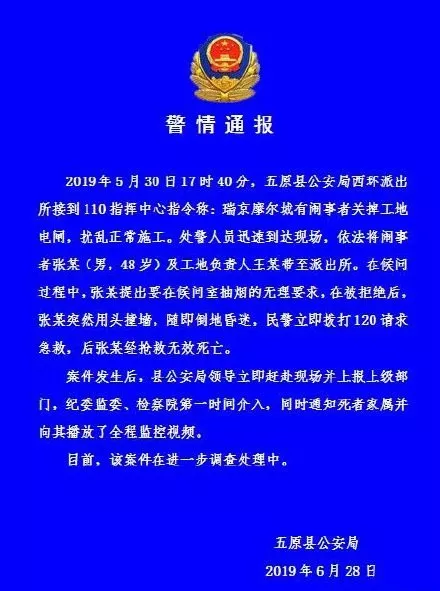 警情通报
2019年5月30日17时40分，五原县公安局西环派出
所接到110指挥中心指令称：瑞京摩尔城有闹事者关掉工地
电闸，扰乱正常施工。处警人员迅速到达现场，依法将闹事
者张某（男，48岁）及工地负责人王某带至派出所。在候问
过程中，张某提出要在候问室抽烟的无理要求，在被拒绝后，
张某突然用头撞墙，随即倒地昏迷，民警立即拨打120请求
急救，后张某经抢救无效死亡。
案件发生后，县公安局领导立即赶处现场并上报上级部
门，纪委监委、检察院第一时间介入，同时通知死者家属并
向其播放了全程监控视频。
目前，该案件在进一步调查处理中。
五原县公安局
2019年6月28日